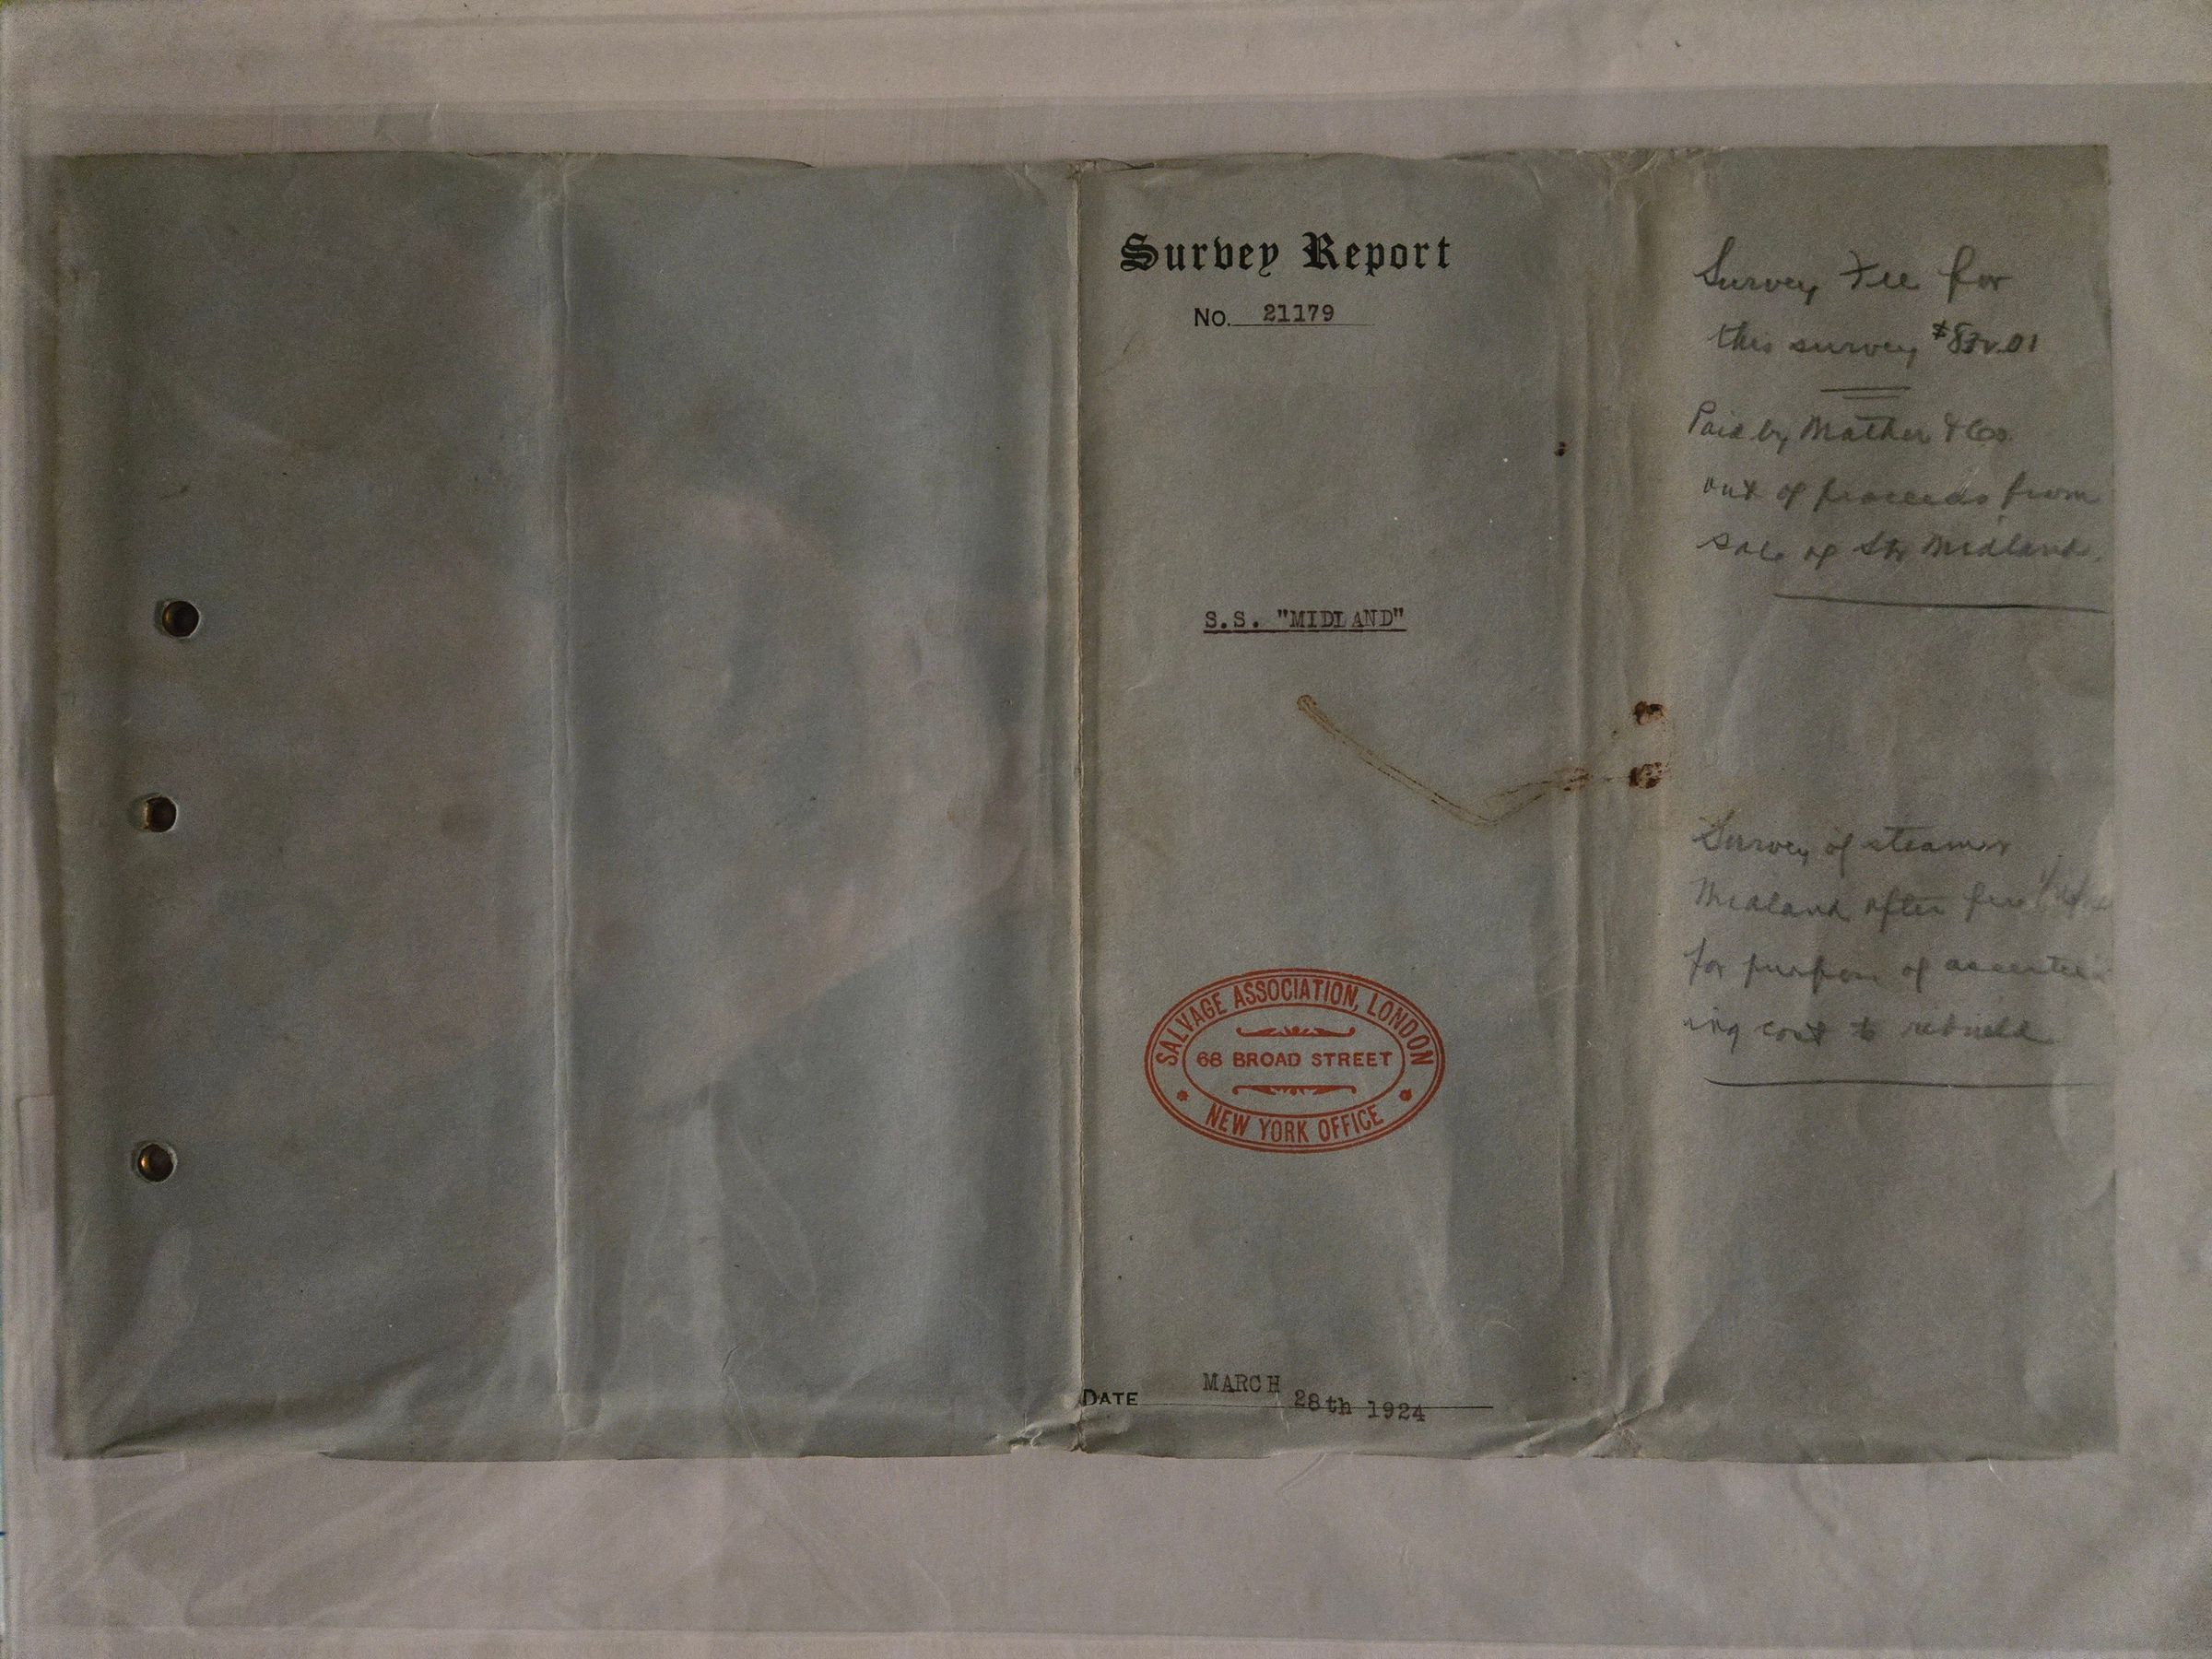 Survey Report
No. 21179
S.S. "MIDLAND"
SALVAGE ASSOCIATION, LONDON
68 BROAD STREET
NEW YORK OFFICE
DATE MARCH 28th 1924
Survey Fee for
this survey
Paid by Mather & Co.
out of proceeds from
sale of Str Midland.
Survey of steamer
Midland after fire
for purpose of
ing cost to rebuild